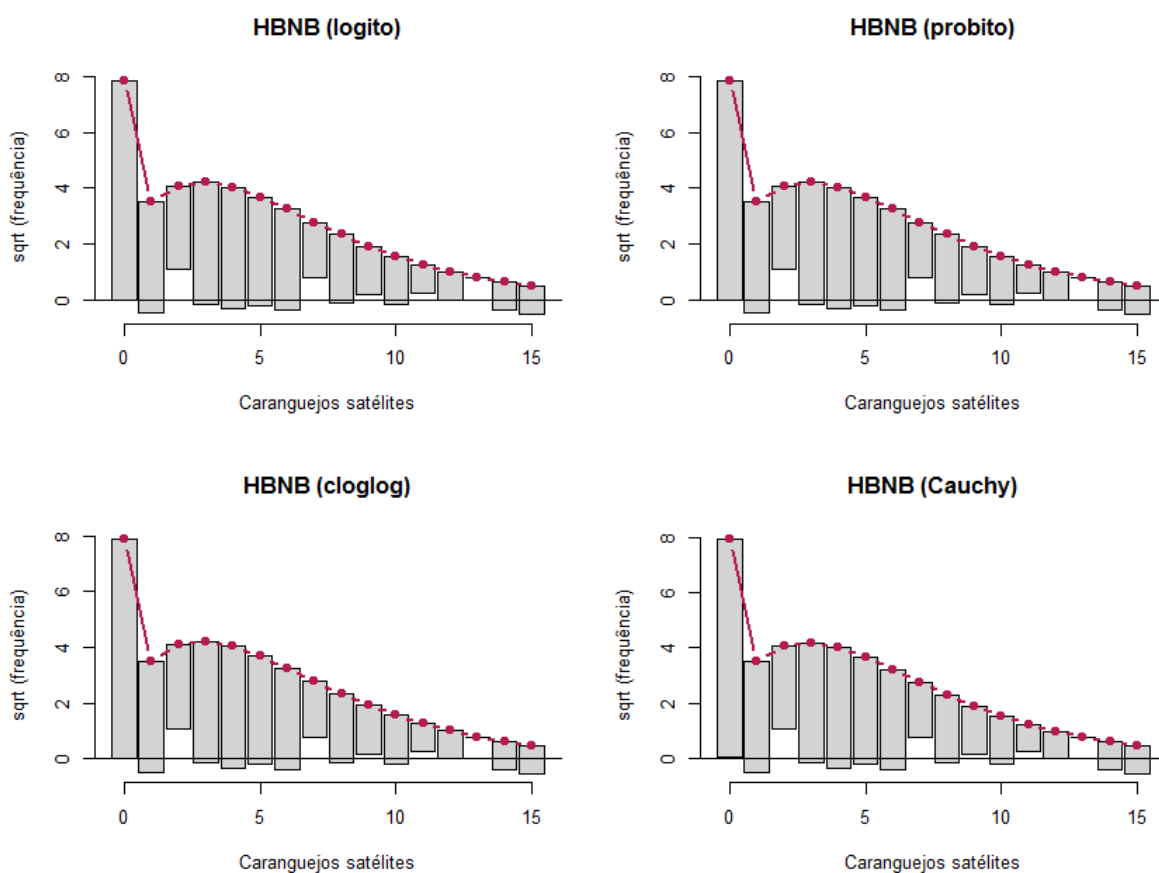 HBNB (logito)
sqrt (frequência)
8
6
4
2
0
0 5 10 15
Caranguejos satélites
HBNB (probito)
sqrt (frequência)
8
6
4
2
0
0 5 10 15
Caranguejos satélites
HBNB (cloglog)
sqrt (frequência)
8
6
4
2
0
0 5 10 15
Caranguejos satélites
HBNB (Cauchy)
sqrt (frequência)
8
6
4
2
0
0 5 10 15
Caranguejos satélites